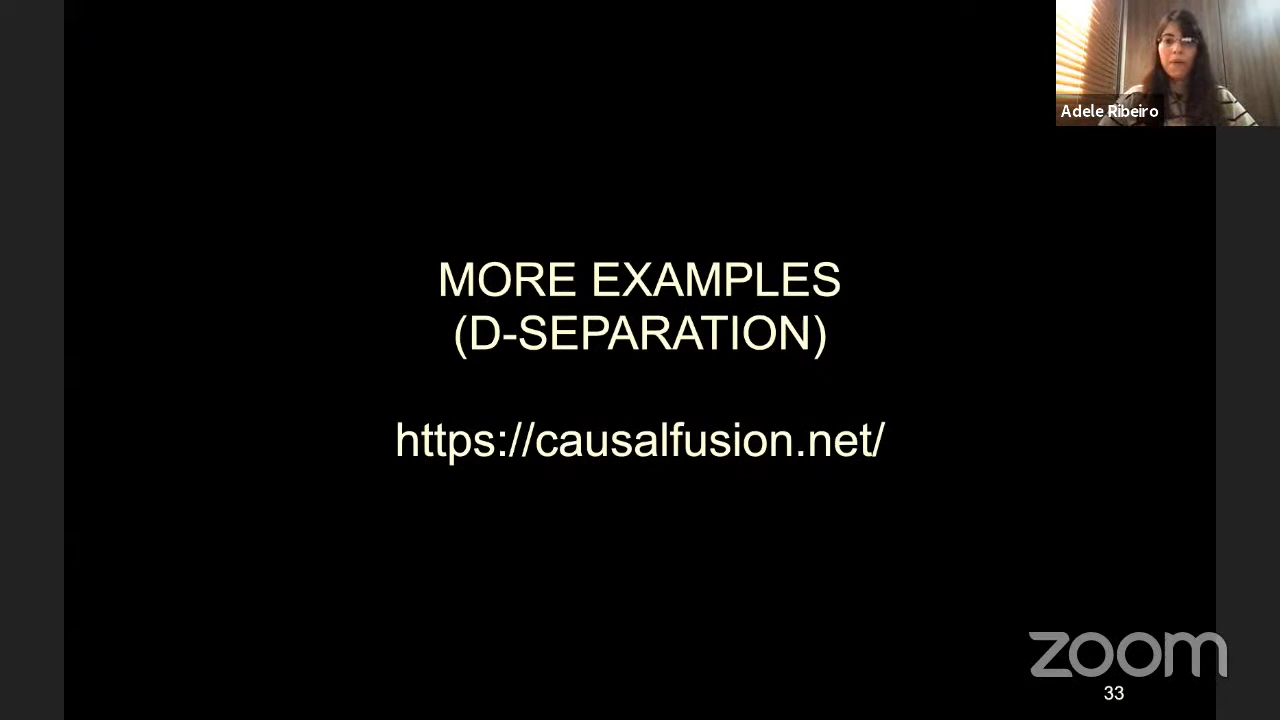 Adele Ribeiro
MORE EXAMPLES
(D-SEPARATION)
https://causalfusion.net/
zoom
33